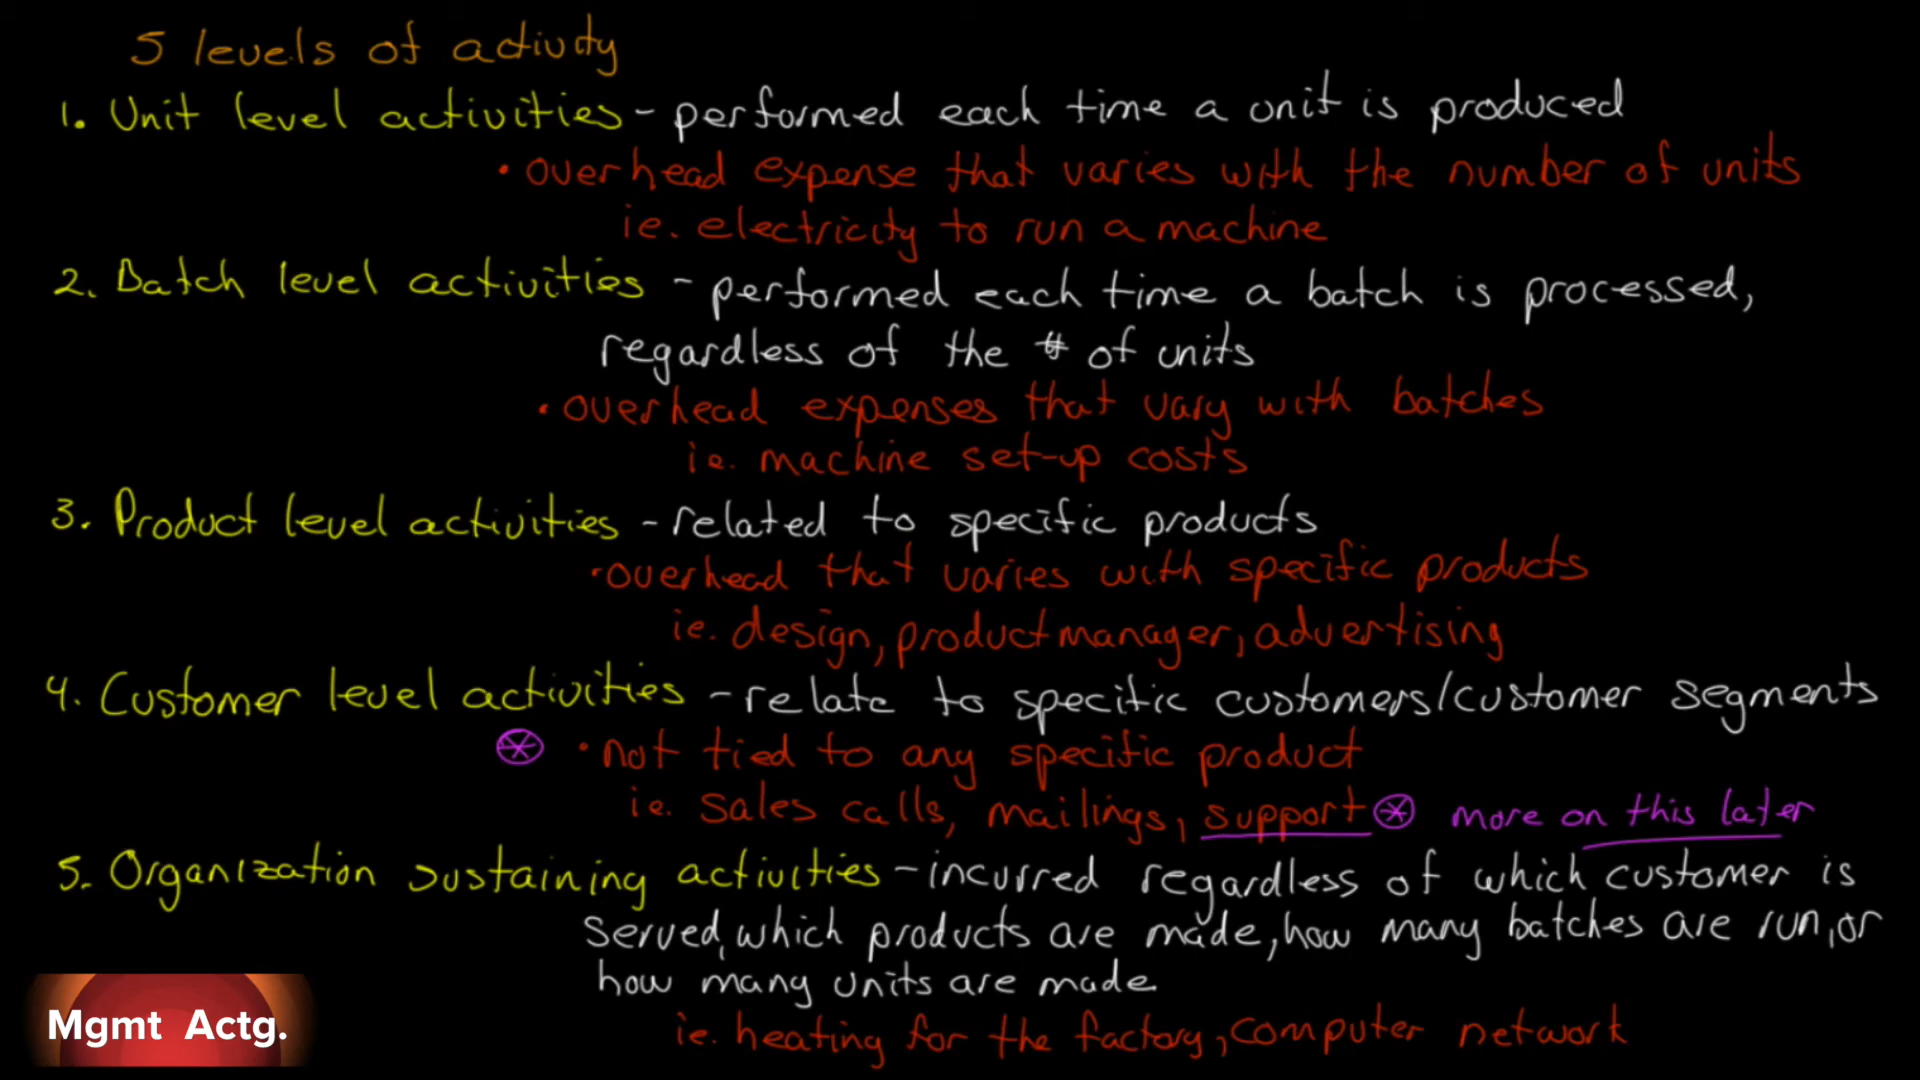 5 levels of activity
1. Unit level activities - performed each time a unit is produced
• overhead expense that varies with the number of units
ie. electricity to run a machine
2. Batch level activities - performed each time a batch is processed,
regardless of the # of units
• overhead expenses that vary with batches
ie. machine set-up costs
3. Product level activities - related to specific products
• overhead that varies with specific products
ie. design, product manager, advertising
4. Customer level activities - relate to specific customers/customer segments
⊛ • not tied to any specific product
ie. sales calls, mailings, support ⊛ more on this later
5. Organization sustaining activities - incurred regardless of which customer is
served, which products are made, how many batches are run, or
how many units are made.
ie. heating for the factory, computer network
Mgmt Actg.